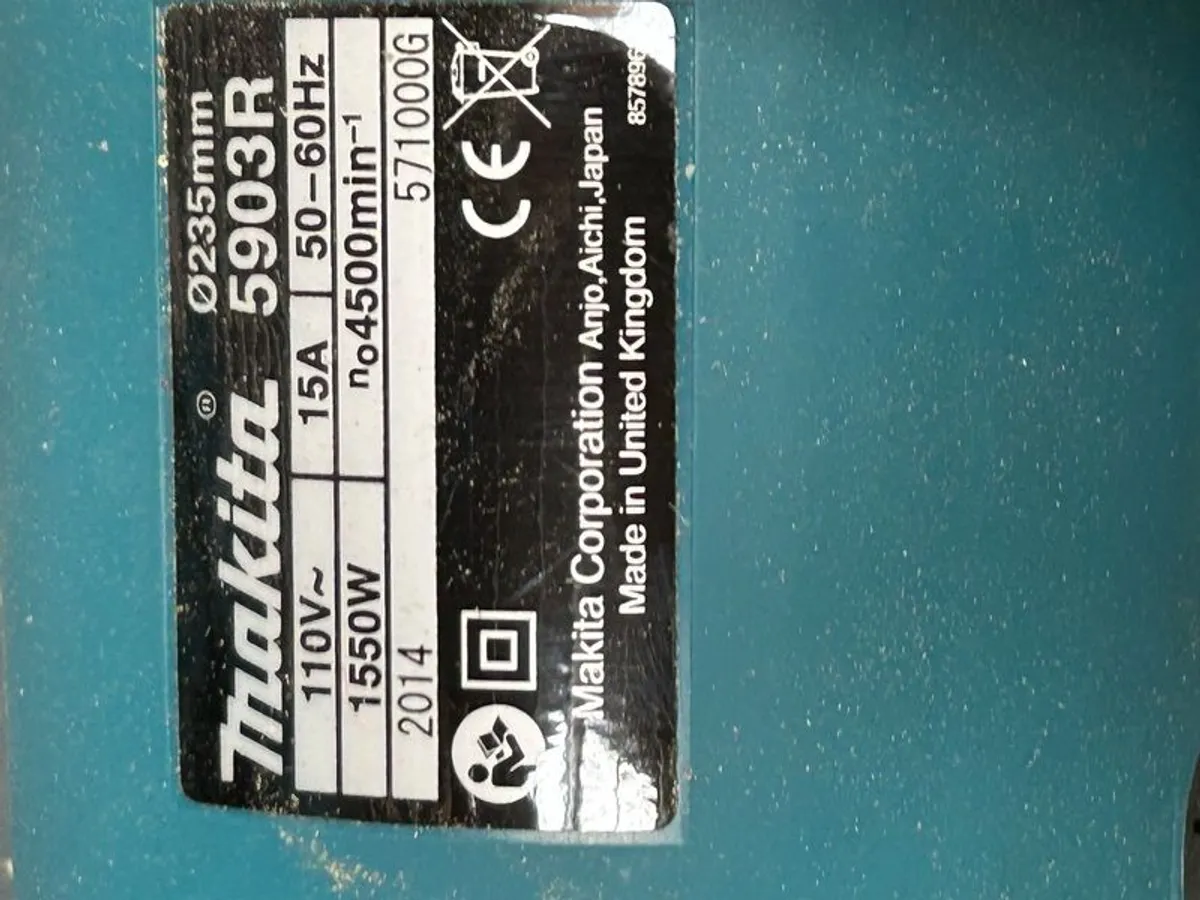 makita® Ø235mm
5903R
110V~ 15A 50–60Hz
1550W n₀4500min⁻¹
2014 571000G
CE
Makita Corporation Anjo,Aichi,Japan
Made in United Kingdom